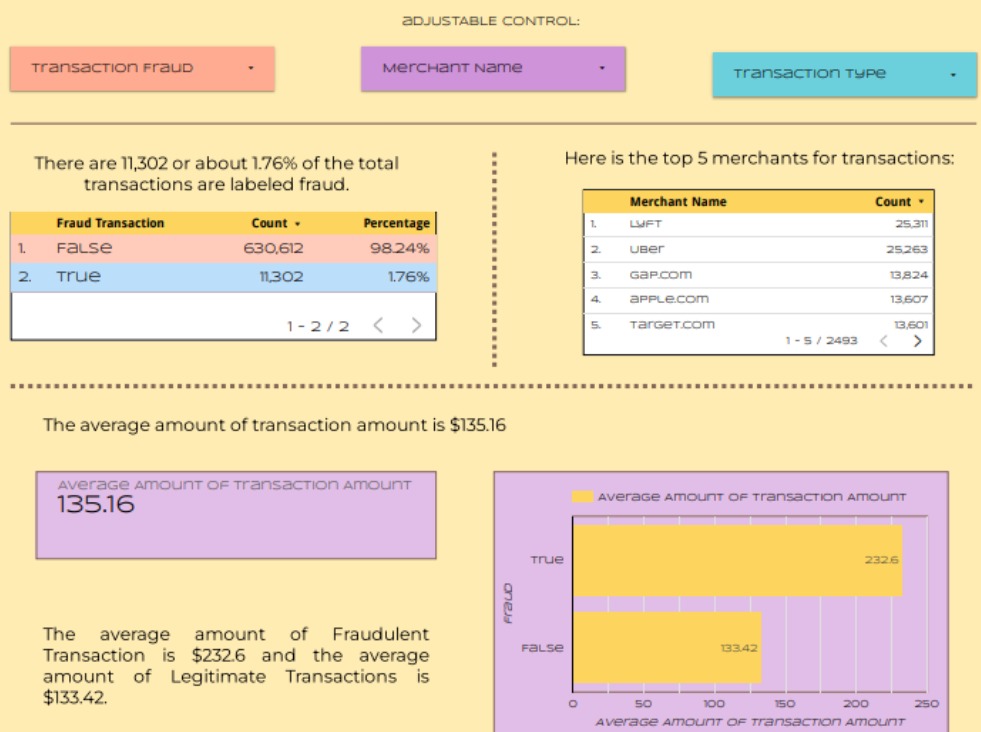 ADJUSTABLE CONTROL:
Transaction Fraud
Merchant Name
Transaction Type
There are 11,302 or about 1.76% of the total
transactions are labeled fraud.
Fraud Transaction Count Percentage
1. False 630,612 98.24%
2. True 11,302 1.76%
1 - 2 / 2
Here is the top 5 merchants for transactions:
Merchant Name Count
1. Lyft 25,311
2. Uber 25,263
3. Gap.com 13,824
4. apple.com 13,607
5. Target.com 13,601
1 - 5 / 2493
The average amount of transaction amount is $135.16
Average Amount of Transaction Amount
135.16
The average amount of Fraudulent
Transaction is $232.6 and the average
amount of Legitimate Transactions is
$133.42.
Average Amount of Transaction Amount
Fraud
True 232.6
False 133.42
0 50 100 150 200 250
Average Amount of Transaction Amount